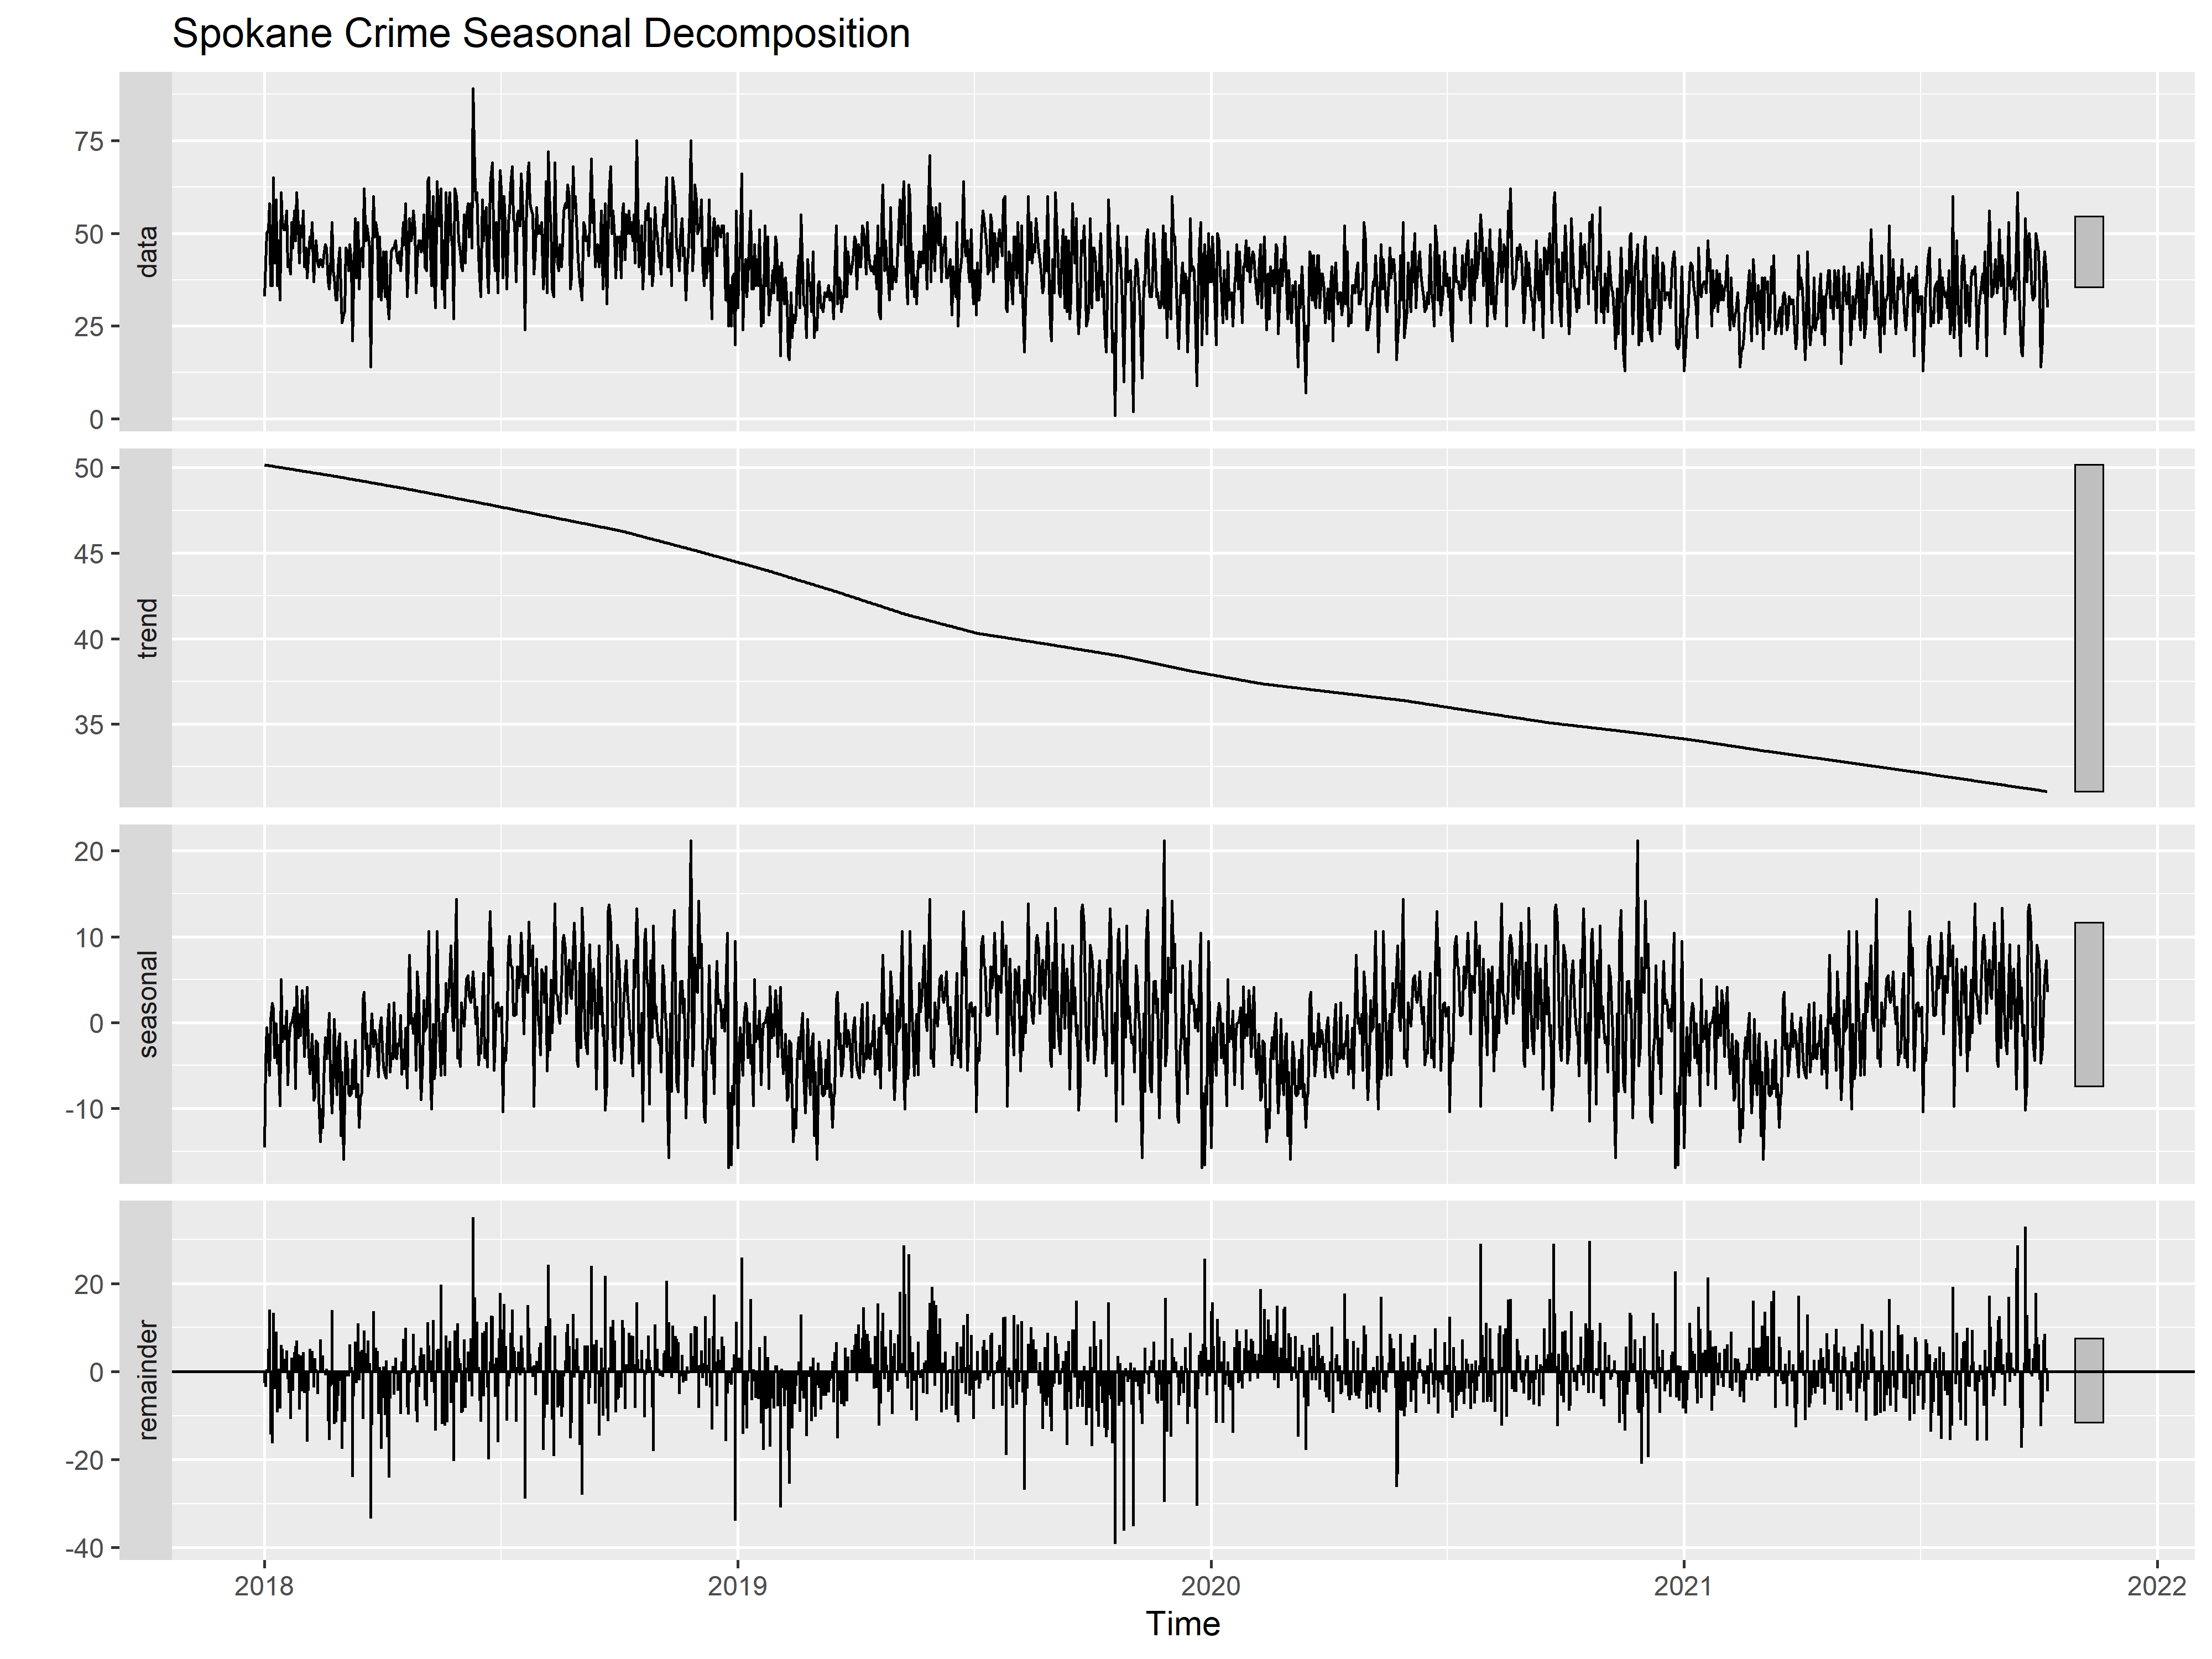 Spokane Crime Seasonal Decomposition
data
75
50
25
0
trend
50
45
40
35
seasonal
20
10
0
-10
remainder
20
0
-20
-40
2018 2019 2020 2021 2022
Time